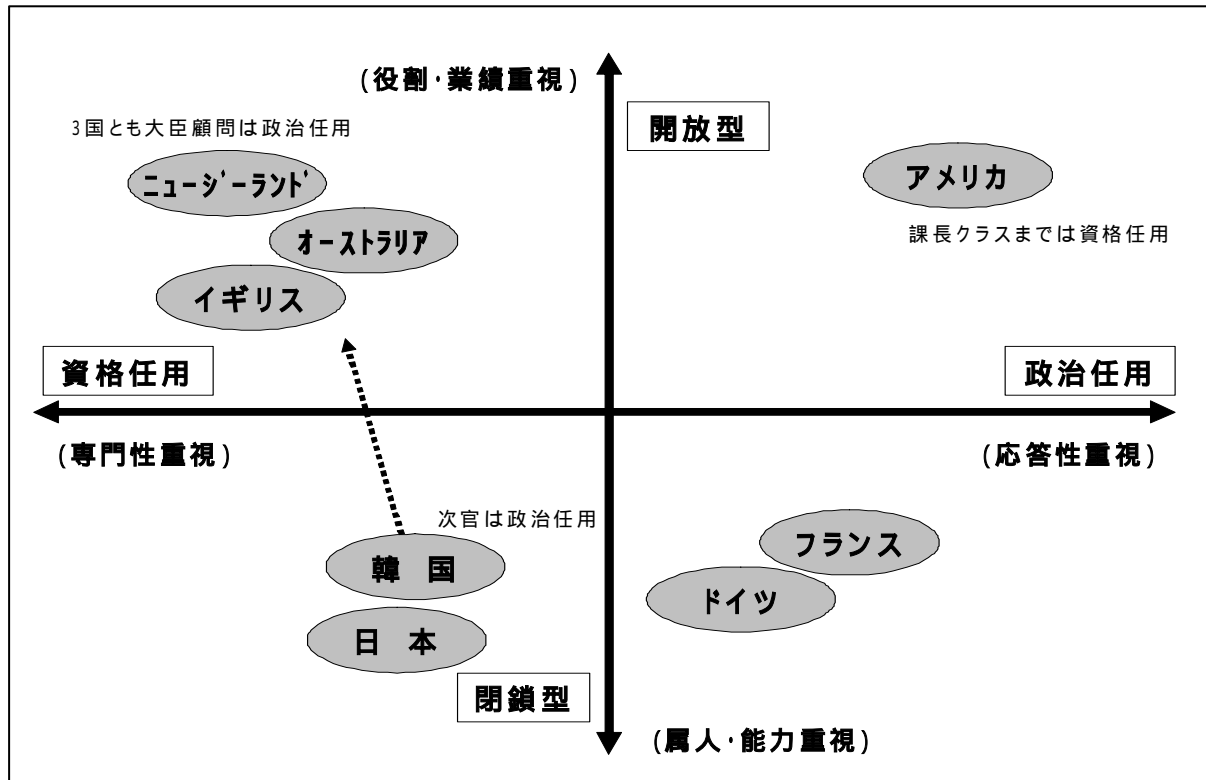 (役割・業績重視)
開放型
3国とも大臣顧問は政治任用
ニュージーランド
アメリカ
オーストラリア
課長クラスまでは資格任用
イギリス
資格任用
政治任用
(専門性重視)
(応答性重視)
次官は政治任用
フランス
韓 国
ドイツ
日 本
閉鎖型
(属人・能力重視)